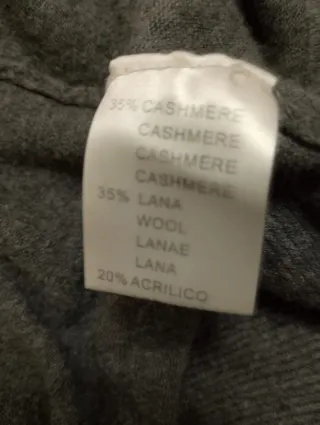 35% CASHMERE
CASHMERE
CASHMERE
CASHMERE
35% LANA
WOOL
LANAE
LANA
20% ACRILICO